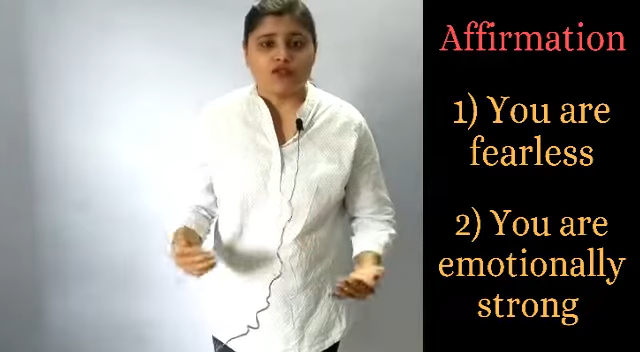 Affirmation
1) You are
fearless
2) You are
emotionally
strong